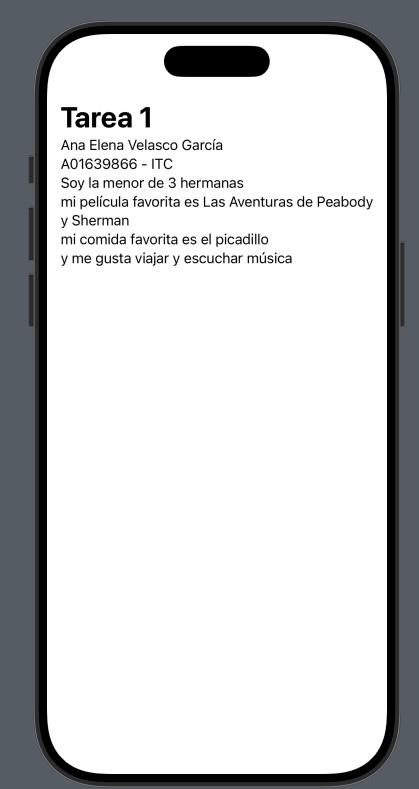 Tarea 1
Ana Elena Velasco García
A01639866 - ITC
Soy la menor de 3 hermanas
mi película favorita es Las Aventuras de Peabody
y Sherman
mi comida favorita es el picadillo
y me gusta viajar y escuchar música